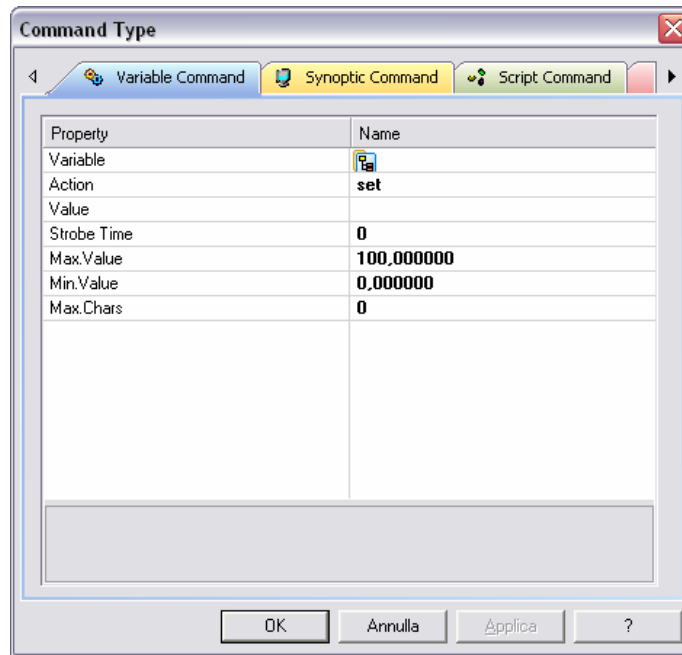 Command Type
Variable Command Synoptic Command Script Command
Property Name
Variable
Action set
Value
Strobe Time 0
Max.Value 100,000000
Min.Value 0,000000
Max.Chars 0
OK Annulla Applica ?